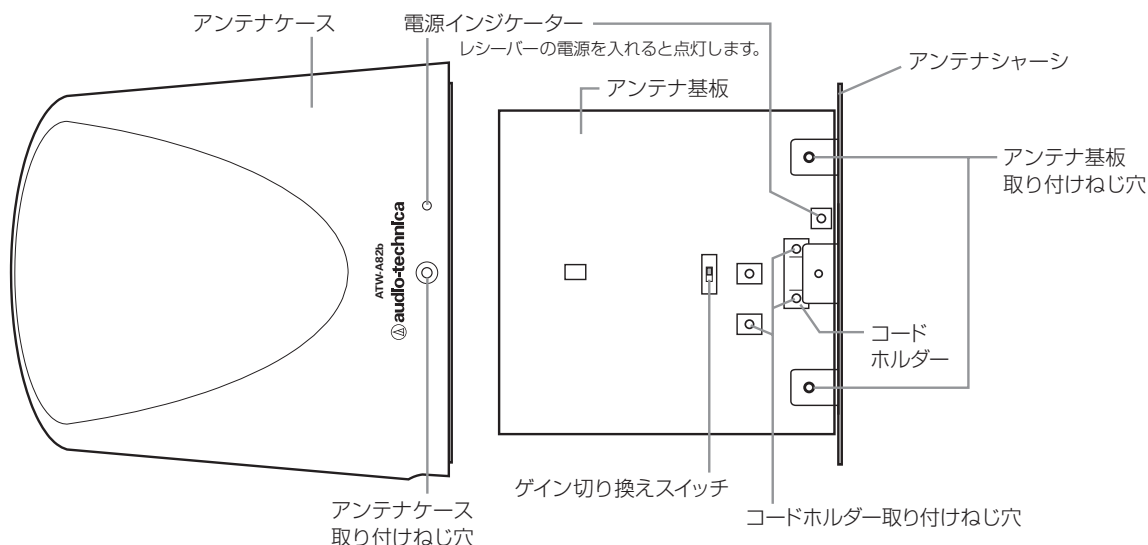 アンテナケース
電源インジケーター
レシーバーの電源を入れると点灯します。
アンテナシャーシ
アンテナ基板
アンテナ基板
取り付けねじ穴
ATW-A82b
audio-technica
コード
ホルダー
ゲイン切り換えスイッチ
アンテナケース
取り付けねじ穴
コードホルダー取り付けねじ穴